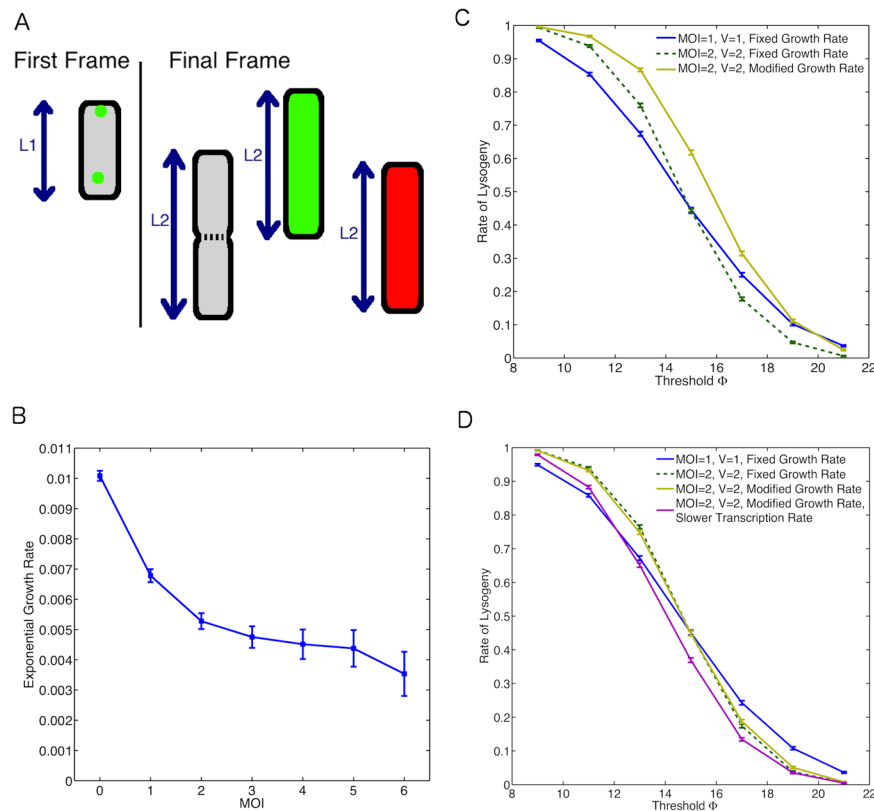 A
First Frame
Final Frame
L1
L2
L2
L2
B
0.011
0.01
0.009
0.008
0.007
0.006
0.005
0.004
0.003
0.002
0.001
0
Exponential Growth Rate
0 1 2 3 4 5 6
MOI
C
MOI=1, V=1, Fixed Growth Rate
MOI=2, V=2, Fixed Growth Rate
MOI=2, V=2, Modified Growth Rate
1
0.9
0.8
0.7
0.6
0.5
0.4
0.3
0.2
0.1
0
Rate of Lysogeny
8 10 12 14 16 18 20 22
Threshold Φ
D
MOI=1, V=1, Fixed Growth Rate
MOI=2, V=2, Fixed Growth Rate
MOI=2, V=2, Modified Growth Rate
MOI=2, V=2, Modified Growth Rate,
Slower Transcription Rate
1
0.9
0.8
0.7
0.6
0.5
0.4
0.3
0.2
0.1
0
Rate of Lysogeny
8 10 12 14 16 18 20 22
Threshold Φ